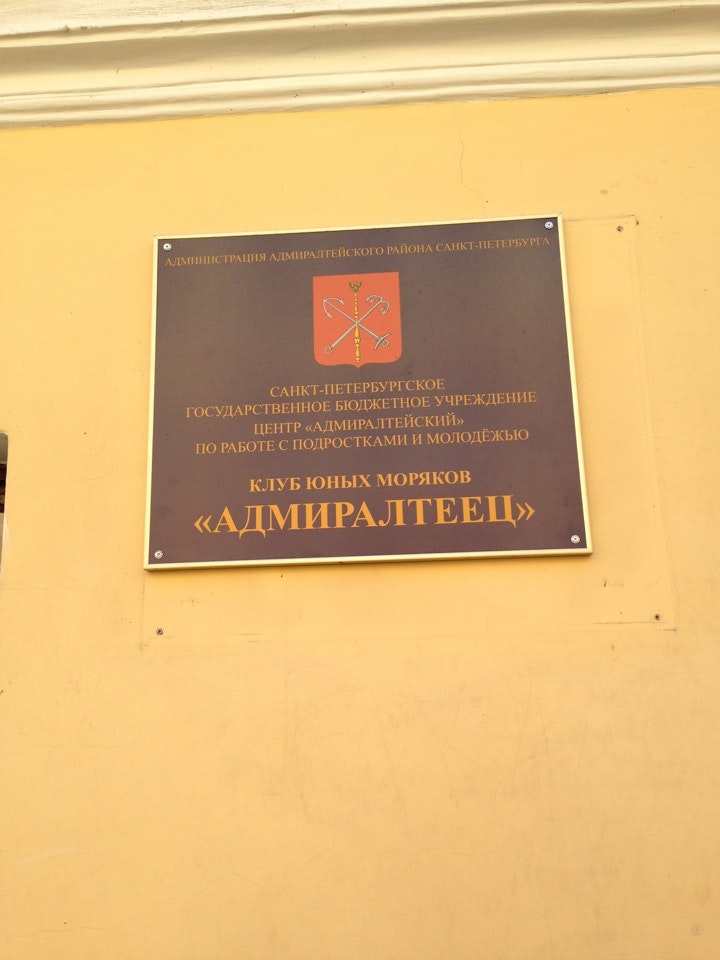 АДМИНИСТРАЦИЯ АДМИРАЛТЕЙСКОГО РАЙОНА САНКТ-ПЕТЕРБУРГА
САНКТ-ПЕТЕРБУРГСКОЕ
ГОСУДАРСТВЕННОЕ БЮДЖЕТНОЕ УЧРЕЖДЕНИЕ
ЦЕНТР «АДМИРАЛТЕЙСКИЙ»
ПО РАБОТЕ С ПОДРОСТКАМИ И МОЛОДЁЖЬЮ
КЛУБ ЮНЫХ МОРЯКОВ
«АДМИРАЛТЕЕЦ»